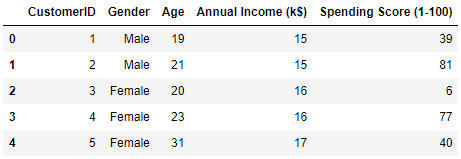 CustomerID Gender Age Annual Income (k$) Spending Score (1-100)
0 1 Male 19 15 39
1 2 Male 21 15 81
2 3 Female 20 16 6
3 4 Female 23 16 77
4 5 Female 31 17 40